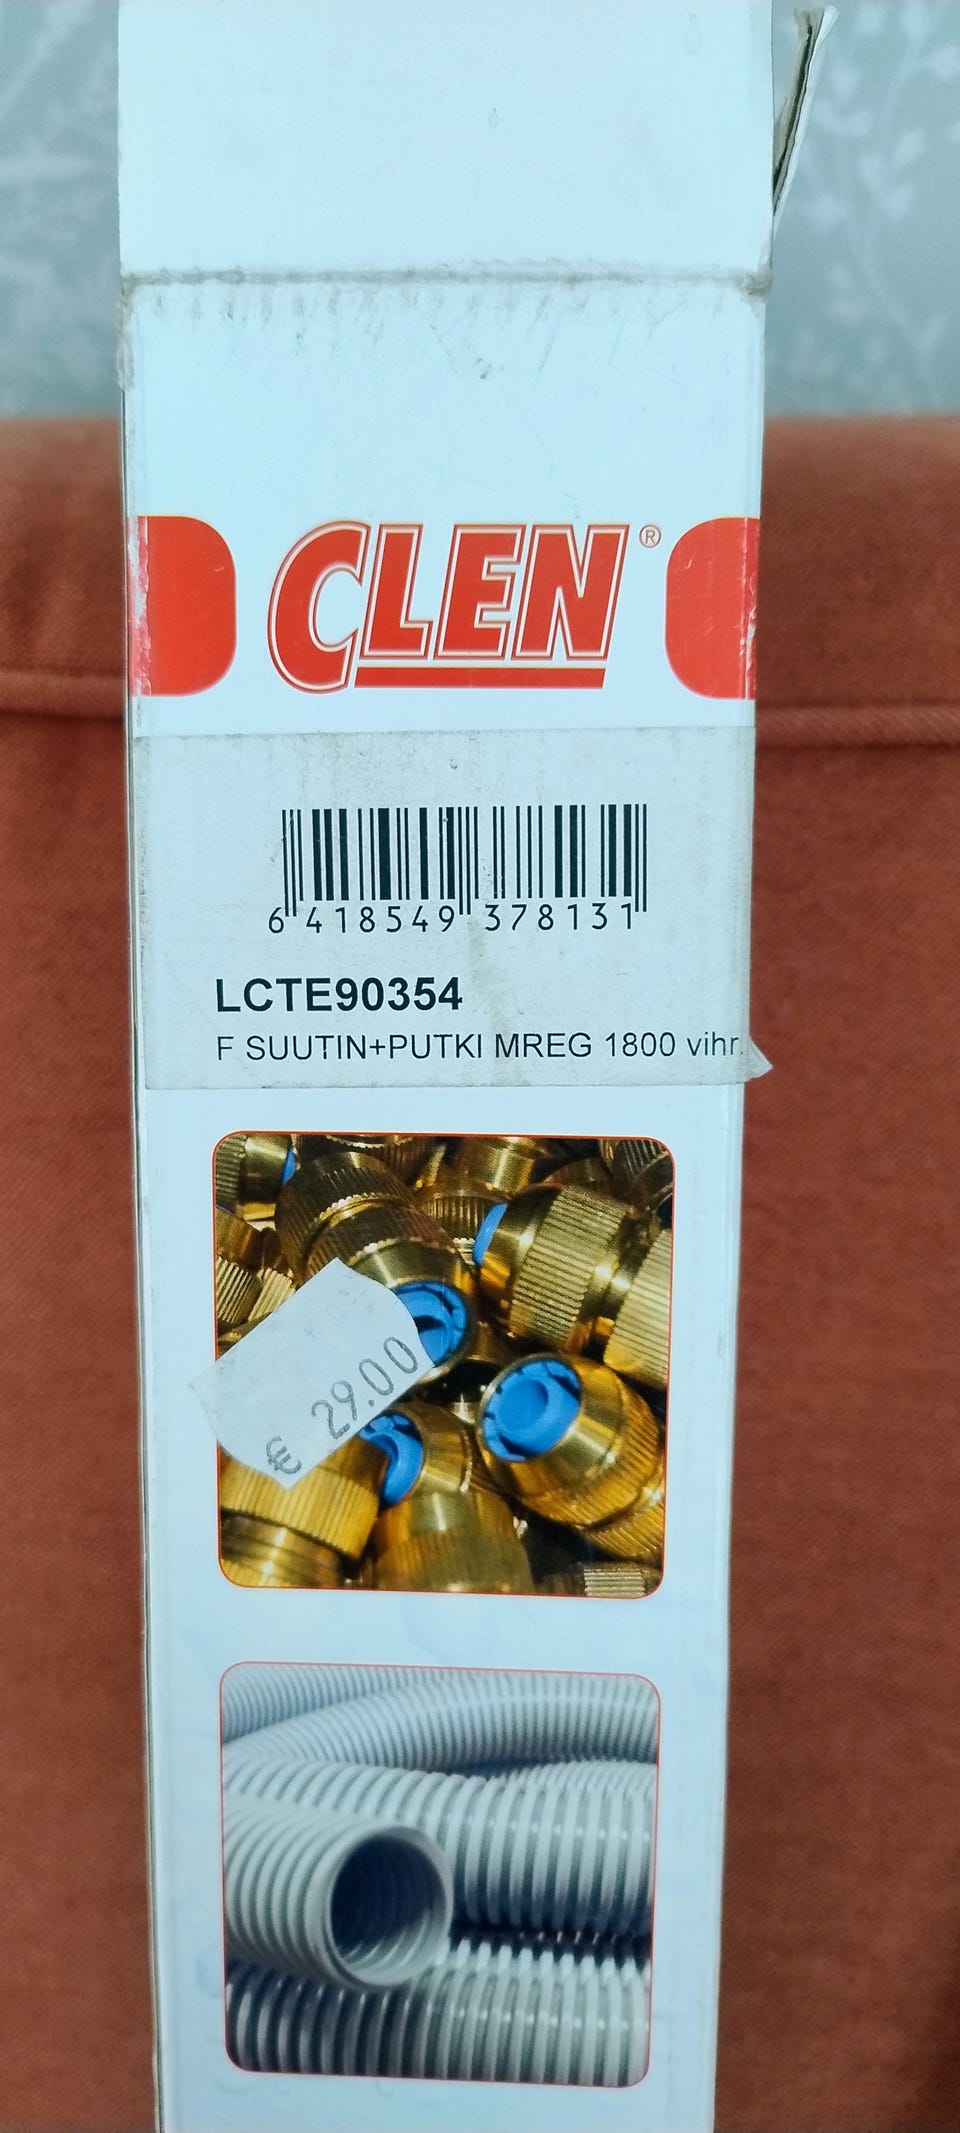 CLEN®
6 418549 378131
LCTE90354
F SUUTIN+PUTKI MREG 1800 vihr.
€ 29.00